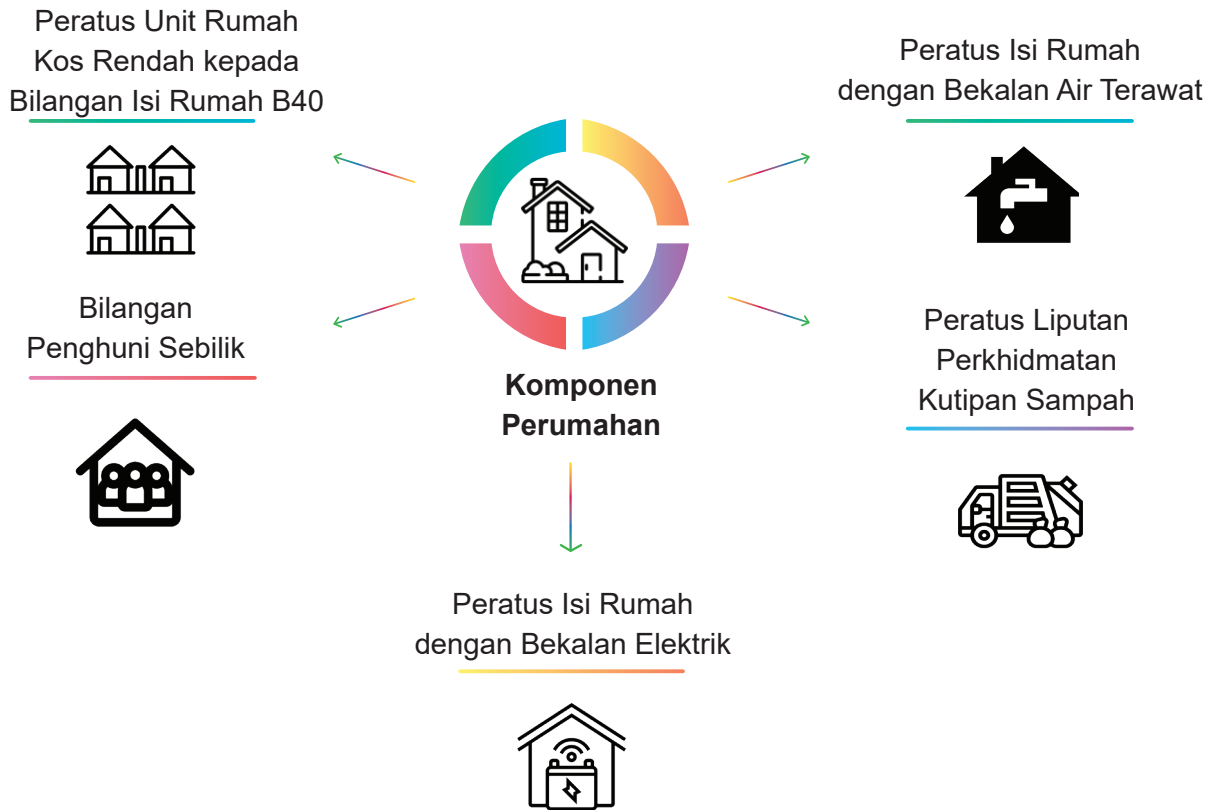 Peratus Unit Rumah
Kos Rendah kepada
Bilangan Isi Rumah B40
Peratus Isi Rumah
dengan Bekalan Air Terawat
Bilangan
Penghuni Sebilik
Komponen
Perumahan
Peratus Liputan
Perkhidmatan
Kutipan Sampah
Peratus Isi Rumah
dengan Bekalan Elektrik